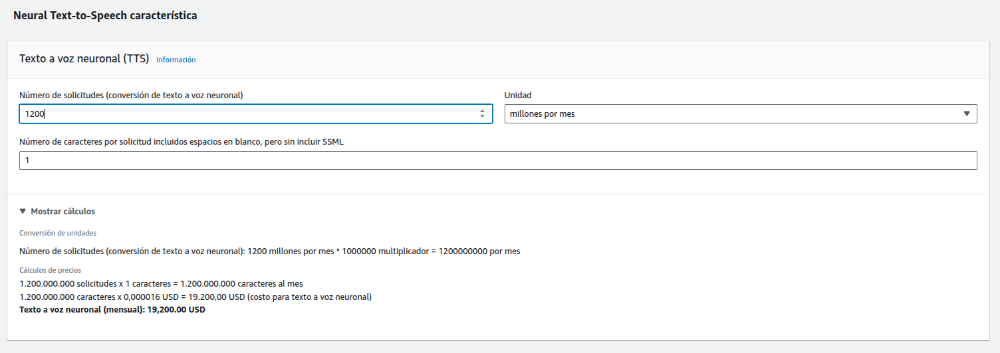 Neural Text-to-Speech característica
Texto a voz neuronal (TTS) Información
Número de solicitudes (conversión de texto a voz neuronal)
Unidad
1200
millones por mes
Número de caracteres por solicitud incluidos espacios en blanco, pero sin incluir SSML
1
Mostrar cálculos
Conversión de unidades
Número de solicitudes (conversión de texto a voz neuronal): 1200 millones por mes * 1000000 multiplicador = 1200000000 por mes
Cálculos de precios
1.200.000.000 solicitudes x 1 caracteres = 1.200.000.000 caracteres al mes
1.200.000.000 caracteres x 0,000016 USD = 19.200,00 USD (costo para texto a voz neuronal)
Texto a voz neuronal (mensual): 19,200.00 USD